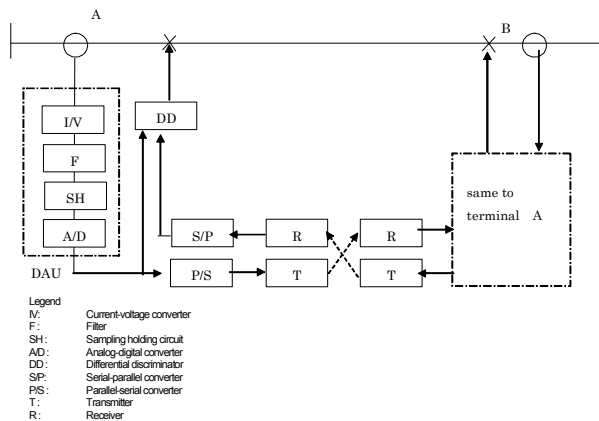 A
B
I/V
DD
F
same to
terminal A
SH
A/D
S/P
R
R
DAU
P/S
T
T
Legend
IV: Current-voltage converter
F : Filter
SH : Sampling holding circuit
A/D : Analog-digital converter
DD : Differential discriminator
S/P: Serial-parallel converter
P/S : Parallel-serial converter
T : Transmitter
R : Receiver